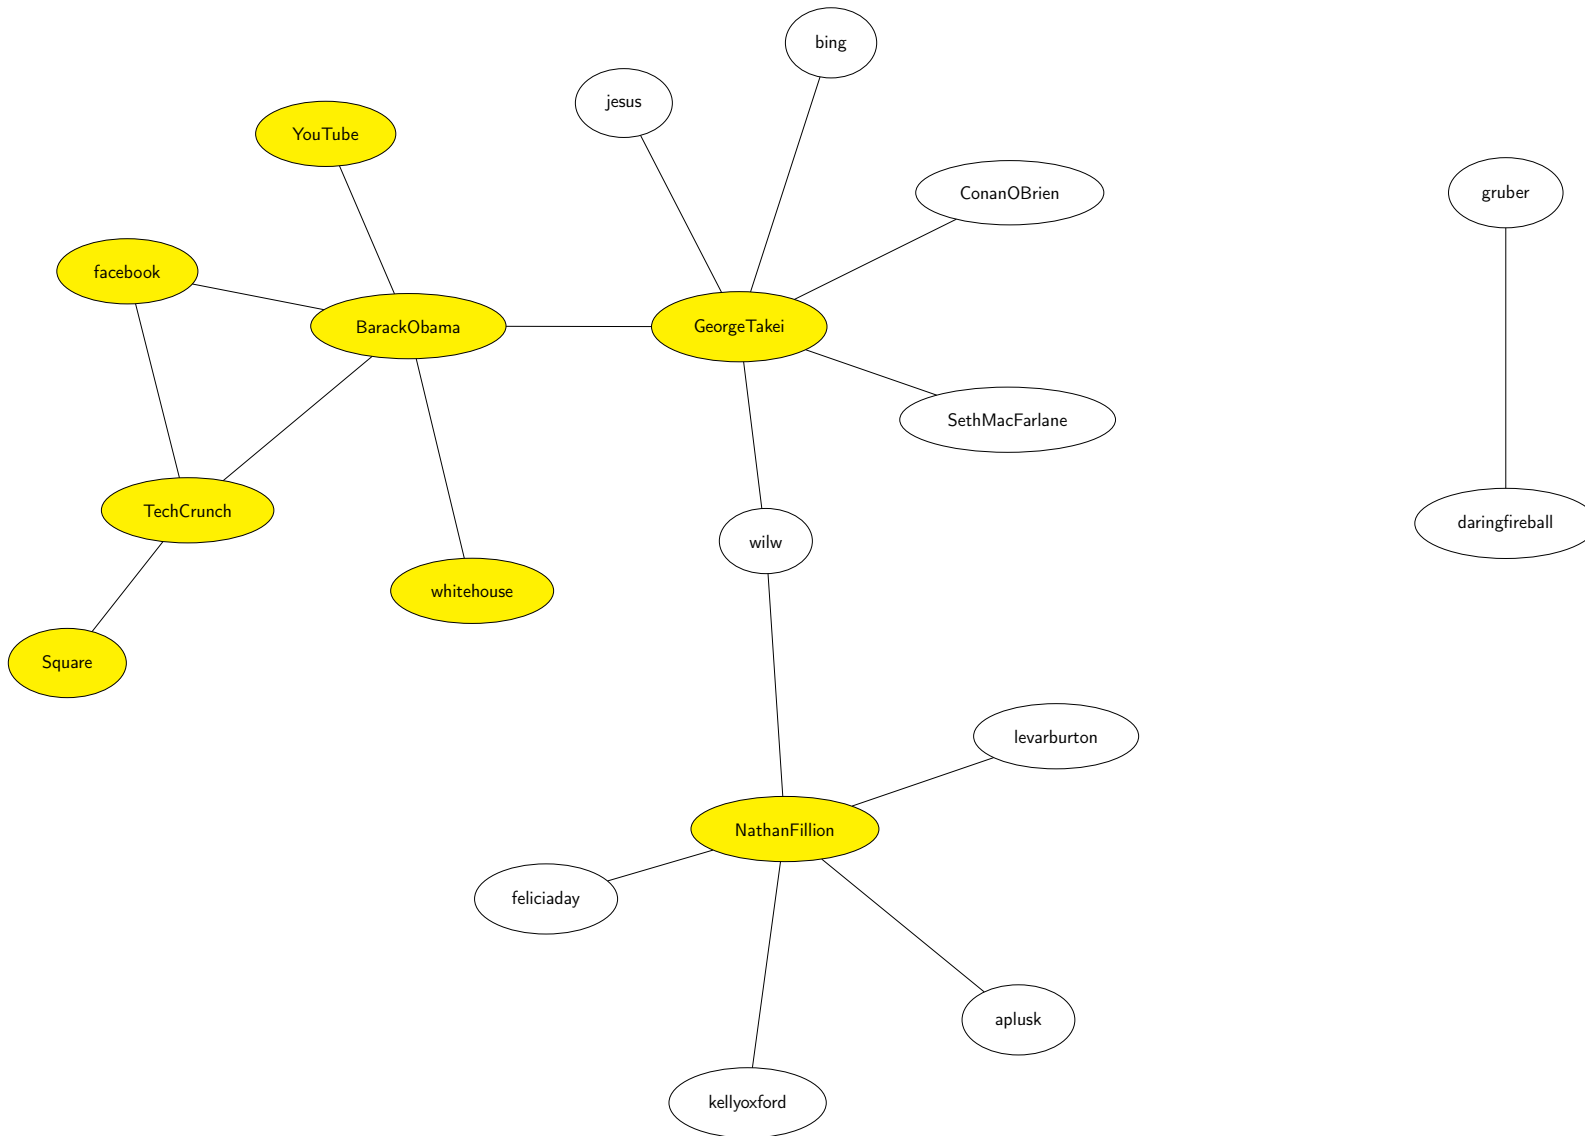 bing
jesus
YouTube
ConanOBrien
gruber
facebook
BarackObama
GeorgeTakei
SethMacFarlane
TechCrunch
daringfireball
wilw
whitehouse
Square
levarburton
NathanFillion
feliciaday
aplusk
kellyoxford